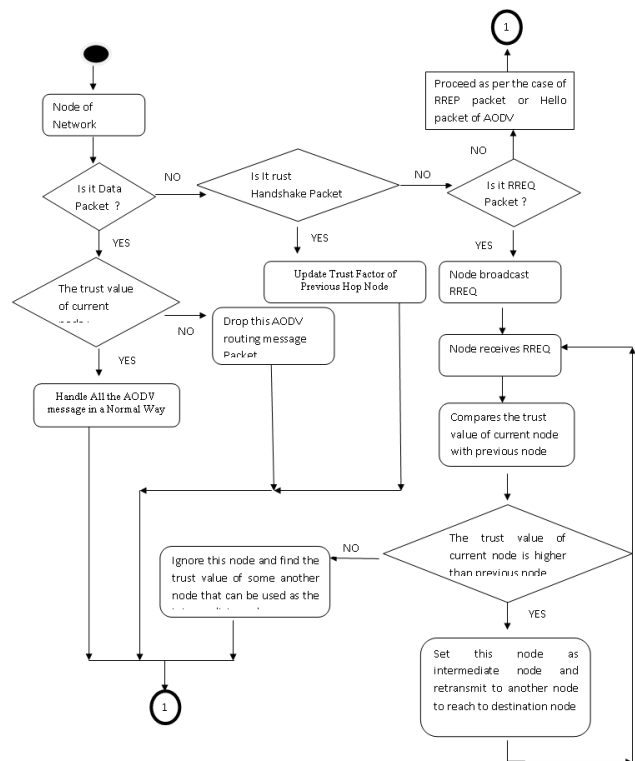 1
Proceed as per the case of
RREP packet or Hello
packet of AODV
Node of
Network
NO
NO
NO
Is it Data
Packet ?
Is It rust
Handshake Packet
Is it RREQ
Packet ?
YES
YES
YES
The trust value
of current
NO
Update Trust Factor of
Previous Hop Node
Node broadcast
RREQ
Drop this AODV
routing message
Packet
Node receives RREQ
YES
Handle All the AODV
message in a Normal Way
Compares the trust
value of current node
with previous node
The trust value of
current node is higher
than previous node
NO
Ignore this node and find the
trust value of some another
node that can be used as the
YES
Set this node as
intermediate node and
retransmit to another node
to reach to destination node
1